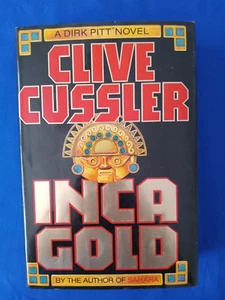 A DIRK PITT NOVEL
CLIVE
CUSSLER
INCA
GOLD
BY THE AUTHOR OF SAHARA